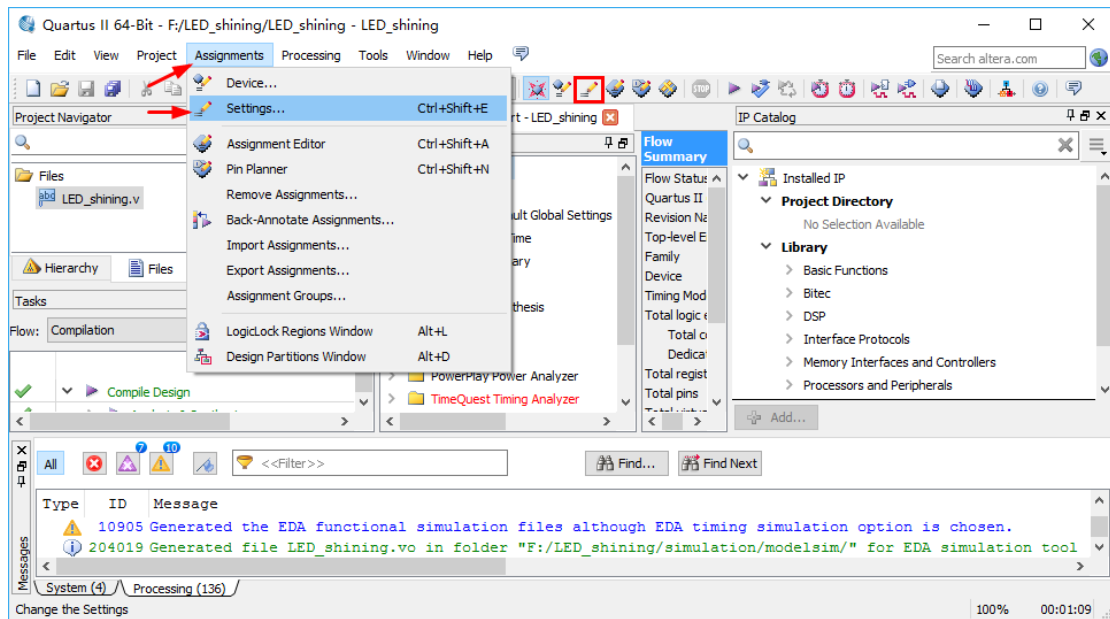 Quartus II 64-Bit - F:/LED_shining/LED_shining - LED_shining
File Edit View Project Assignments Processing Tools Window Help
Search altera.com
Device...
Settings... Ctrl+Shift+E
Assignment Editor Ctrl+Shift+A
Pin Planner Ctrl+Shift+N
Remove Assignments...
Back-Annotate Assignments...
Import Assignments...
Export Assignments...
Assignment Groups...
LogicLock Regions Window Alt+L
Design Partitions Window Alt+D
STOP
Project Navigator
Files
abd LED_shining.v
Hierarchy Files
Tasks
Flow: Compilation
Compile Design
rt - LED_shining
ult Global Settings
ime
ary
thesis
PowerPlay Power Analyzer
TimeQuest Timing Analyzer
Flow
Summary
Flow Status
Quartus II
Revision Na
Top-level E
Family
Device
Timing Mod
Total logic e
Total co
Dedica
Total regist
Total pins
IP Catalog
Installed IP
Project Directory
No Selection Available
Library
Basic Functions
Bitec
DSP
Interface Protocols
Memory Interfaces and Controllers
Processors and Peripherals
Add...
All 7 10 <<Filter>> Find... Find Next
Type ID Message
10905 Generated the EDA functional simulation files although EDA timing simulation option is chosen.
204019 Generated file LED_shining.vo in folder "F:/LED_shining/simulation/modelsim/" for EDA simulation tool
Messages
System (4) Processing (136)
Change the Settings 100% 00:01:09